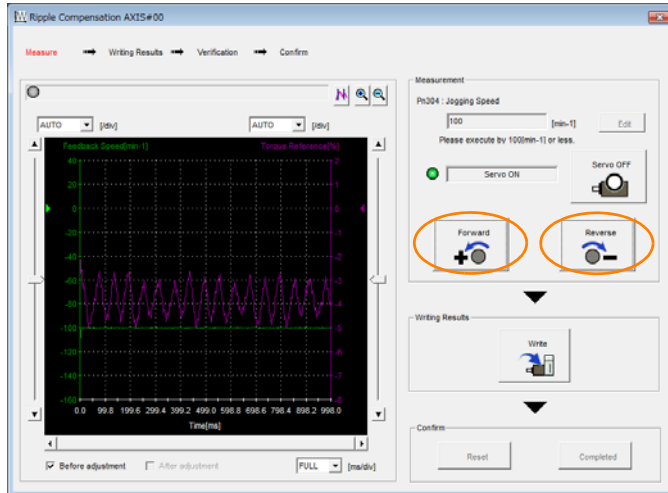 Ripple Compensation AXIS#00
Measure Writing Results Verification Confirm
AUTO [/div] AUTO [/div]
Feedback Speed[min-1] Torque Reference[%]
40 2
20 1
0 0
-20 -1
-40 -2
-60 -3
-80 -4
-100 -5
-120 -6
-140 -7
-160 -8
0.0 99.8 199.6 299.4 399.2 499.0 598.8 698.6 798.4 898.2 998.0
Time[ms]
Before adjustment After adjustment FULL [ms/div]
Measurement
Pn304 : Jogging Speed
100 [min-1] Edit
Please execute by 100[min-1] or less.
Servo ON
Servo OFF
Forward
Reverse
Writing Results
Write
Confirm
Reset Completed